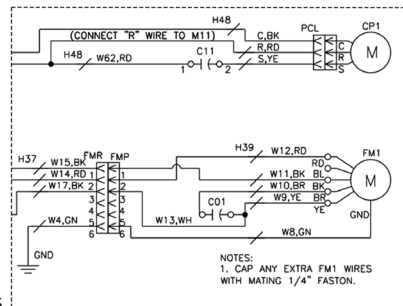 H48
PCL
CP1
(CONNECT "R" WIRE TO M11)
C,BK
R,RD
C
M
H48
W62,RD
C11
S,YE
R
1
2
S
H37
W15,BK
FMR
FMP
H39
W12,RD
FM1
RD
W14,RD
1
1
W11,BK
BL
M
W17,BK
2
2
W10,BR
BK
3
3
C01
W9,YE
BR
4
4
YE
W4,GN
5
5
W13,WH
GND
6
6
W8,GN
GND
NOTES:
1. CAP ANY EXTRA FM1 WIRES
WITH MATING 1/4" FASTON.